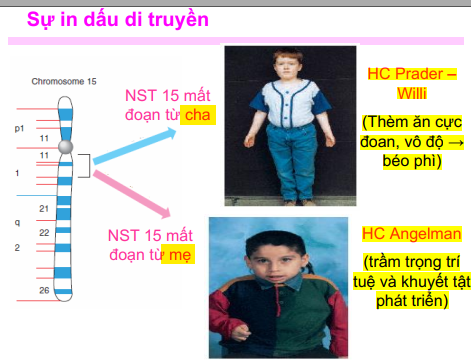 Sự in dấu di truyền
Chromosome 15
p1
11
11
1
21
q
22
2
26
NST 15 mất
đoạn từ cha
NST 15 mất
đoạn từ mẹ
HC Prader –
Willi
(Thèm ăn cực
đoan, vô độ →
béo phì)
HC Angelman
(trầm trọng trí
tuệ và khuyết tật
phát triển)